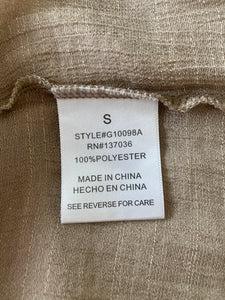 S
STYLE#G10098A
RN#137036
100%POLYESTER
MADE IN CHINA
HECHO EN CHINA
SEE REVERSE FOR CARE